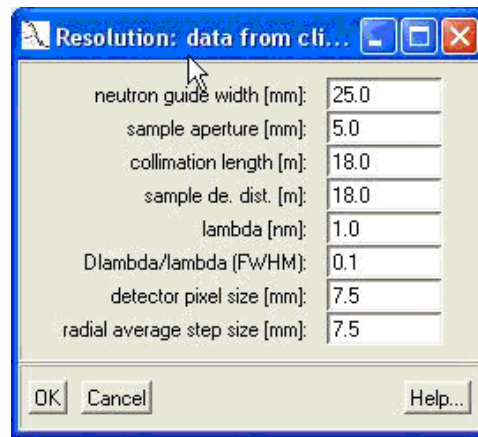 Resolution: data from cli...
neutron guide width [mm]: 25.0
sample aperture [mm]: 5.0
collimation length [m]: 18.0
sample de. dist. [m]: 18.0
lambda [nm]: 1.0
Dlambda/lambda (FWHM): 0.1
detector pixel size [mm]: 7.5
radial average step size [mm]: 7.5
OK Cancel Help...